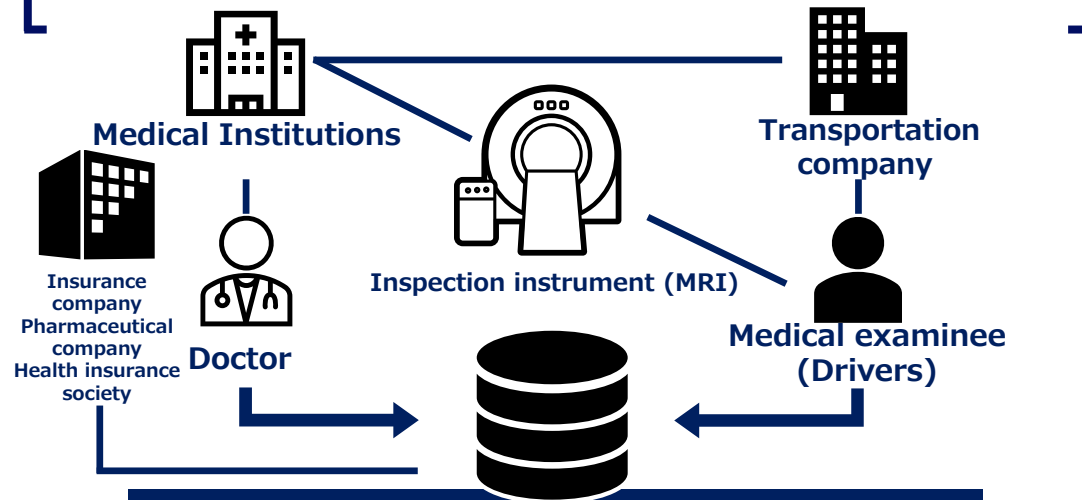 Medical Institutions
Transportation
company
Inspection instrument (MRI)
Insurance
company
Pharmaceutical
company
Health insurance
society
Doctor
Medical examinee
(Drivers)